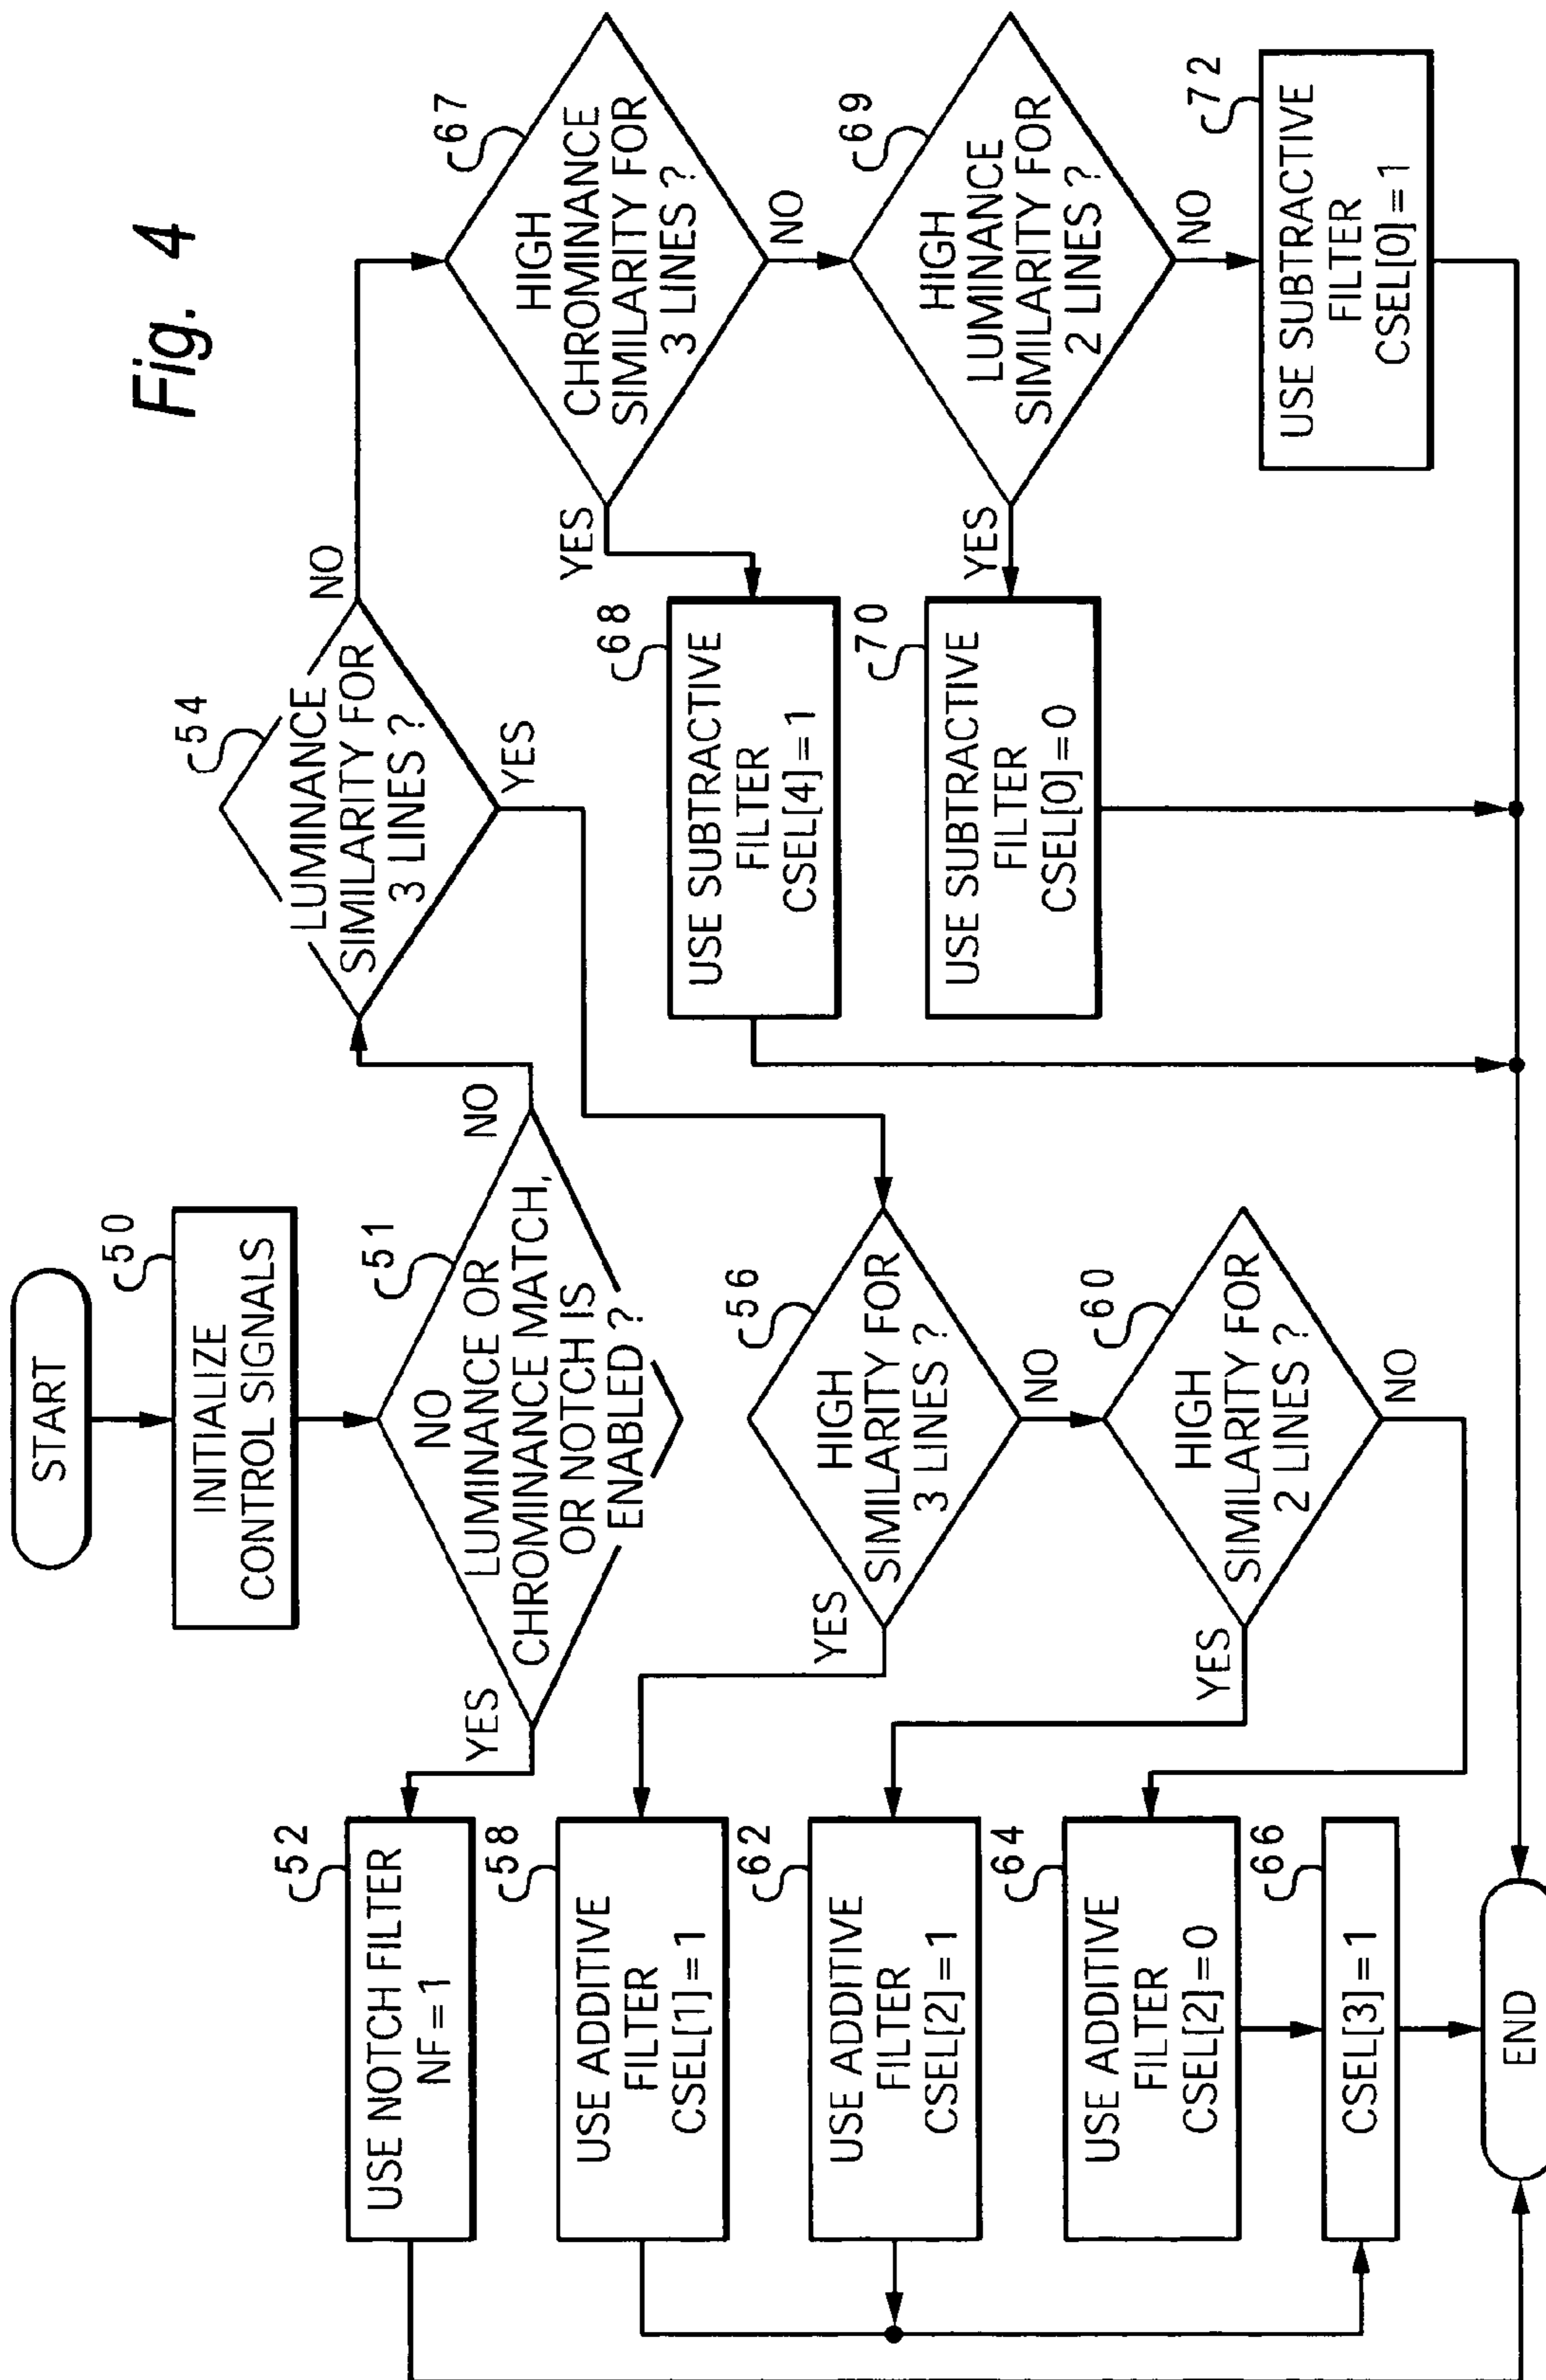 Fig. 4
START
50
INITIALIZE
CONTROL SIGNALS
51
NO
LUMINANCE OR
CHROMINANCE MATCH,
OR NOTCH IS
ENABLED ?
YES
NO
52
USE NOTCH FILTER
NF = 1
54
LUMINANCE
SIMILARITY FOR
3 LINES ?
NO
YES
56
HIGH
SIMILARITY FOR
3 LINES ?
YES
NO
58
USE ADDITIVE
FILTER
CSEL[1] = 1
60
HIGH
SIMILARITY FOR
2 LINES ?
YES
NO
62
USE ADDITIVE
FILTER
CSEL[2] = 1
64
USE ADDITIVE
FILTER
CSEL[2] = 0
66
CSEL[3] = 1
67
HIGH
CHROMINANCE
SIMILARITY FOR
3 LINES ?
YES
NO
68
USE SUBTRACTIVE
FILTER
CSEL[4] = 1
69
HIGH
LUMINANCE
SIMILARITY FOR
2 LINES ?
YES
NO
70
USE SUBTRACTIVE
FILTER
CSEL[0] = 0
72
USE SUBTRACTIVE
FILTER
CSEL[0] = 1
END